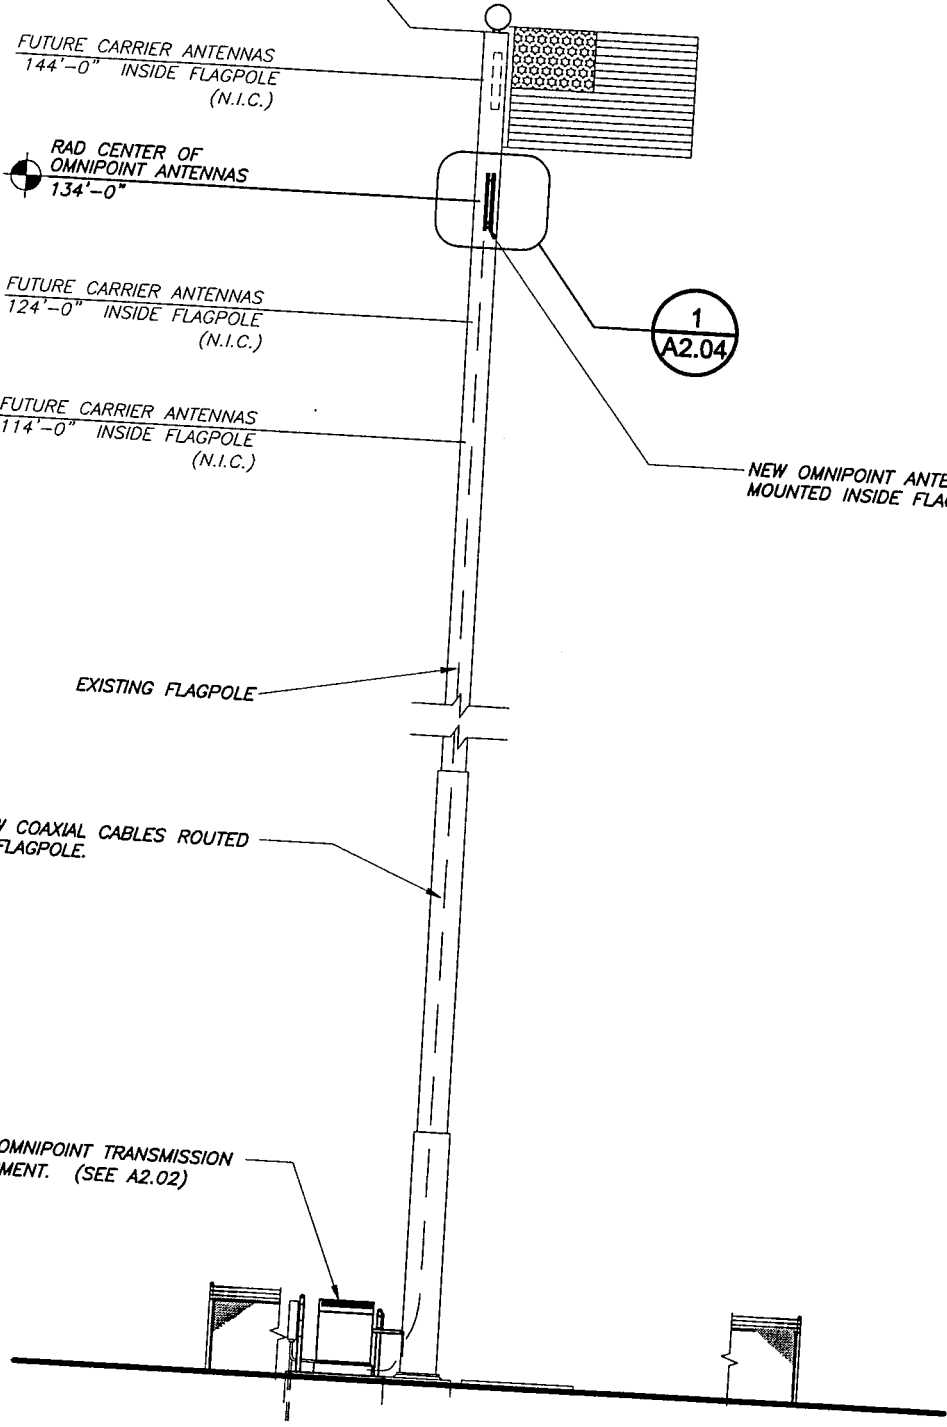 FUTURE CARRIER ANTENNAS
144'-0" INSIDE FLAGPOLE
(N.I.C.)
RAD CENTER OF
OMNIPOINT ANTENNAS
134'-0"
FUTURE CARRIER ANTENNAS
124'-0" INSIDE FLAGPOLE
(N.I.C.)
1
A2.04
FUTURE CARRIER ANTENNAS
114'-0" INSIDE FLAGPOLE
(N.I.C.)
NEW OMNIPOINT
MOUNTED INSIDE
EXISTING FLAGPOLE
COAXIAL CABLES ROUTED
FLAGPOLE.
OMNIPOINT TRANSMISSION
(SEE A2.02)